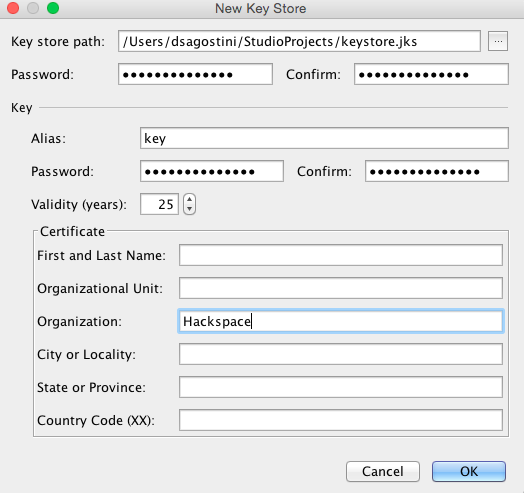 New Key Store
Key store path: /Users/dsagostini/StudioProjects/keystore.jks ...
Password: •••••••••••••• Confirm: ••••••••••••••
Key
Alias: key
Password: •••••••••••••• Confirm: ••••••••••••••
Validity (years): 25
Certificate
First and Last Name:
Organizational Unit:
Organization: Hackspace
City or Locality:
State or Province:
Country Code (XX):
Cancel OK